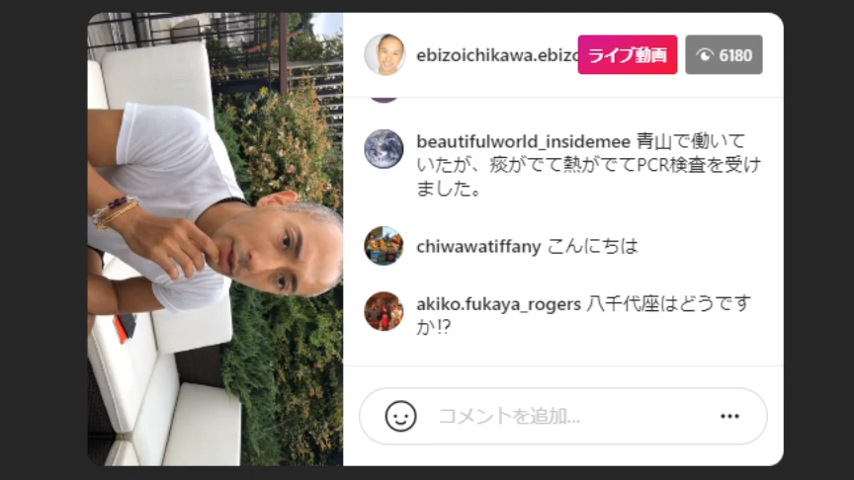 ebizoichikawa.ebizo
ライブ動画
6180
beautifulworld_insidemee 青山で働いて
いたが、痰がでて熱がでてPCR検査を受け
ました。
chiwawatiffany こんにちは
akiko.fukaya_rogers 八千代座はどうです
か⁉
コメントを追加...